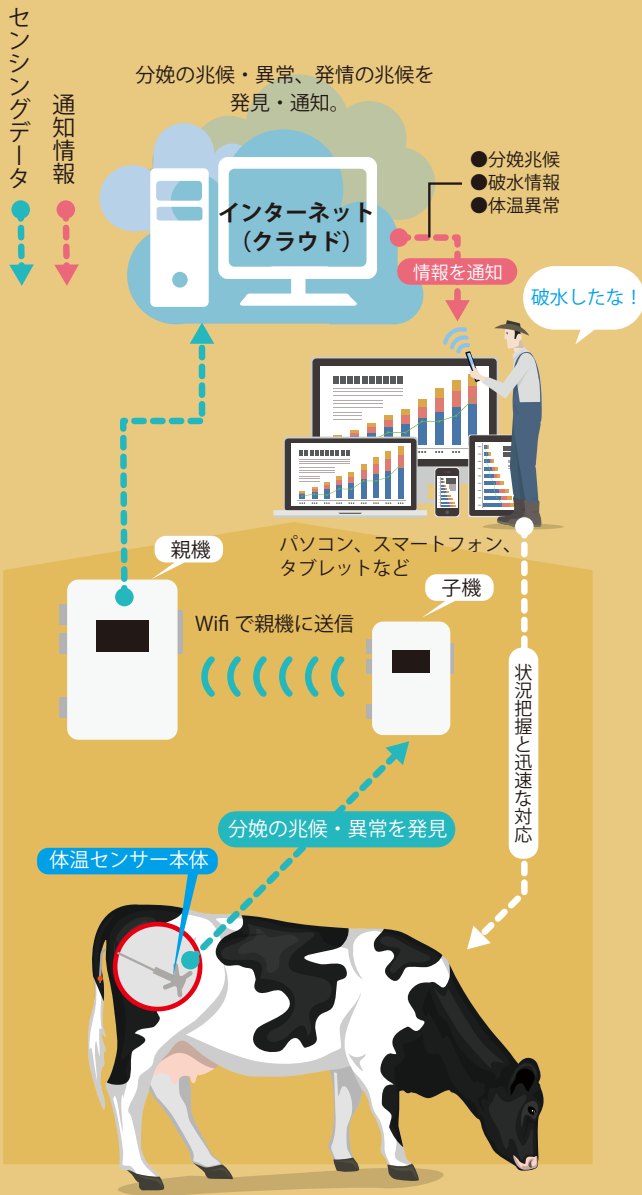 センシングデータ
通知情報
分娩の兆候・異常、発情の兆候を
発見・通知。
インターネット
（クラウド）
●分娩兆候
●破水情報
●体温異常
情報を通知
破水したな！
パソコン、スマートフォン、
タブレットなど
親機
子機
Wifi で親機に送信
状況把握と迅速な対応
分娩の兆候・異常を発見
体温センサー本体